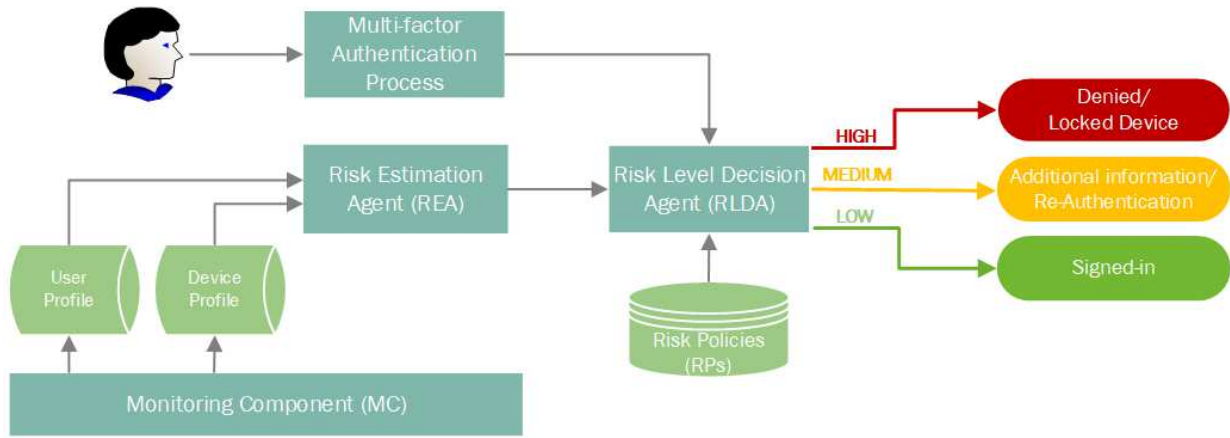 Multi-factor
Authentication
Process
Denied/
Locked Device
HIGH
Risk Estimation
Agent (REA)
Risk Level Decision
Agent (RLDA)
MEDIUM
Additional information/
Re-Authentication
LOW
User
Profile
Device
Profile
Signed-in
Risk Policies
(RPs)
Monitoring Component (MC)